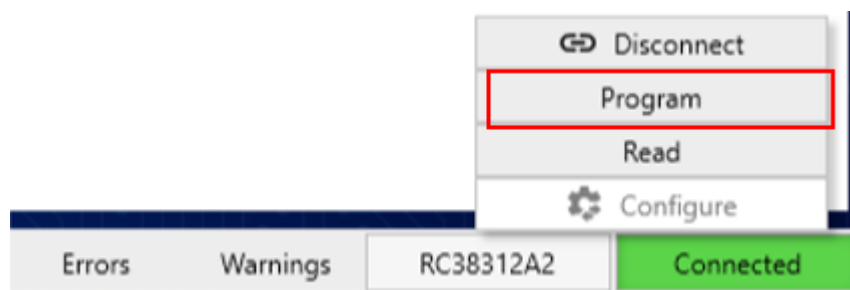 Disconnect
Program
Read
Configure
Errors Warnings RC38312A2 Connected